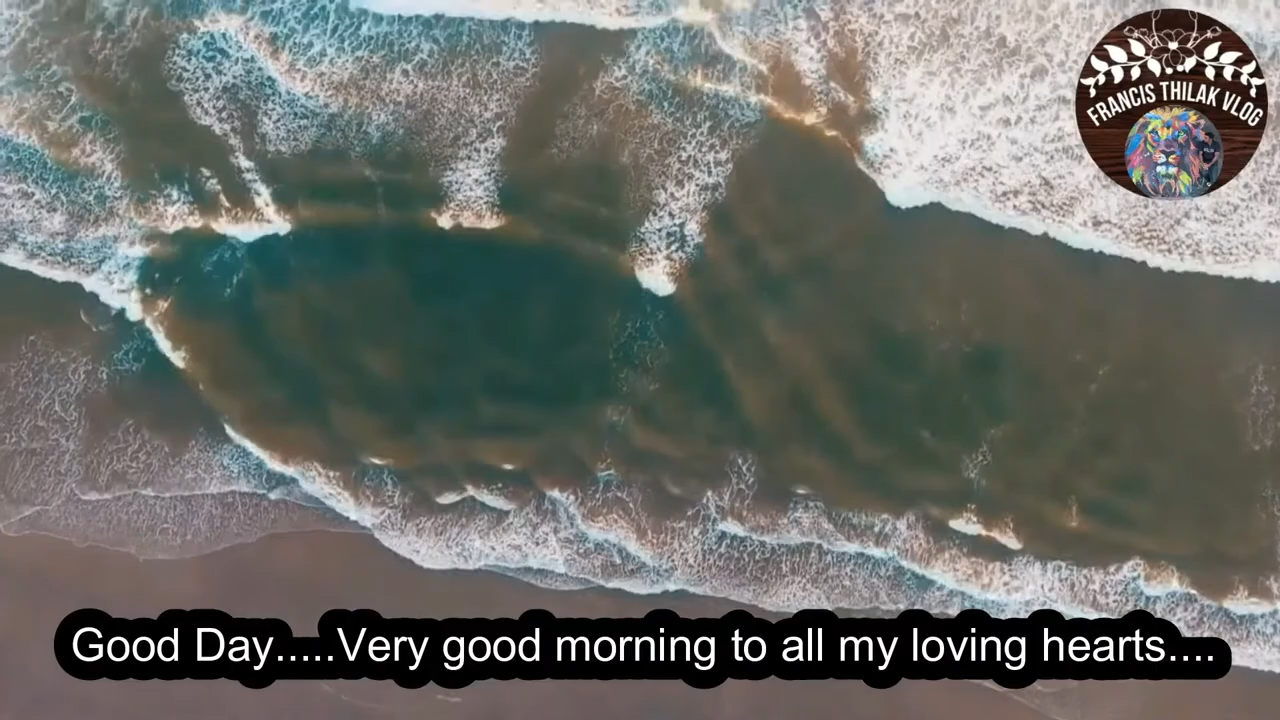 FRANCIS THILAK VLOG
Good Day.....Very good morning to all my loving hearts....